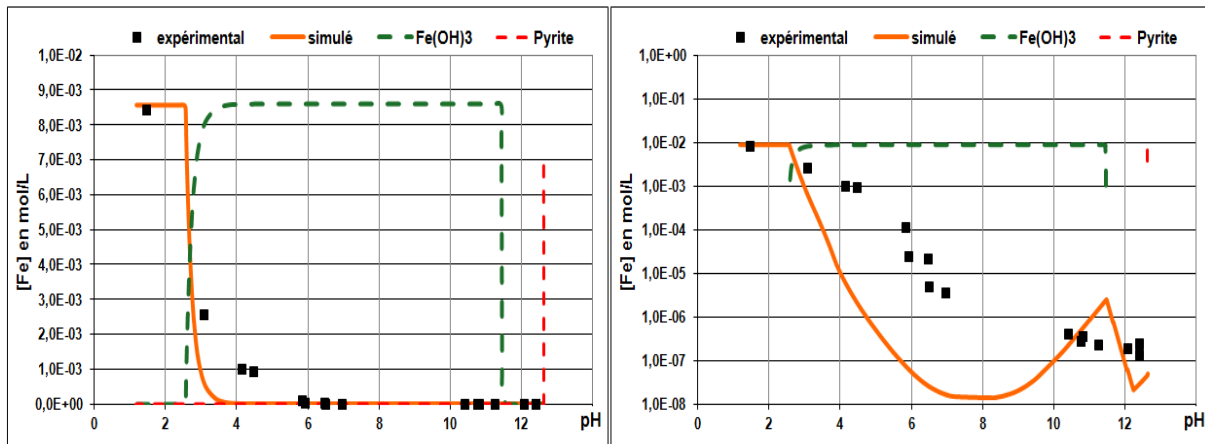 expérimental simulé Fe(OH)3 Pyrite
[Fe] en mol/L
1,0E-02
9,0E-03
8,0E-03
7,0E-03
6,0E-03
5,0E-03
4,0E-03
3,0E-03
2,0E-03
1,0E-03
0,0E+00
0 2 4 6 8 10 12 pH
expérimental simulé Fe(OH)3 Pyrite
[Fe] en mol/L
1,0E+00
1,0E-01
1,0E-02
1,0E-03
1,0E-04
1,0E-05
1,0E-06
1,0E-07
1,0E-08
0 2 4 6 8 10 12 pH